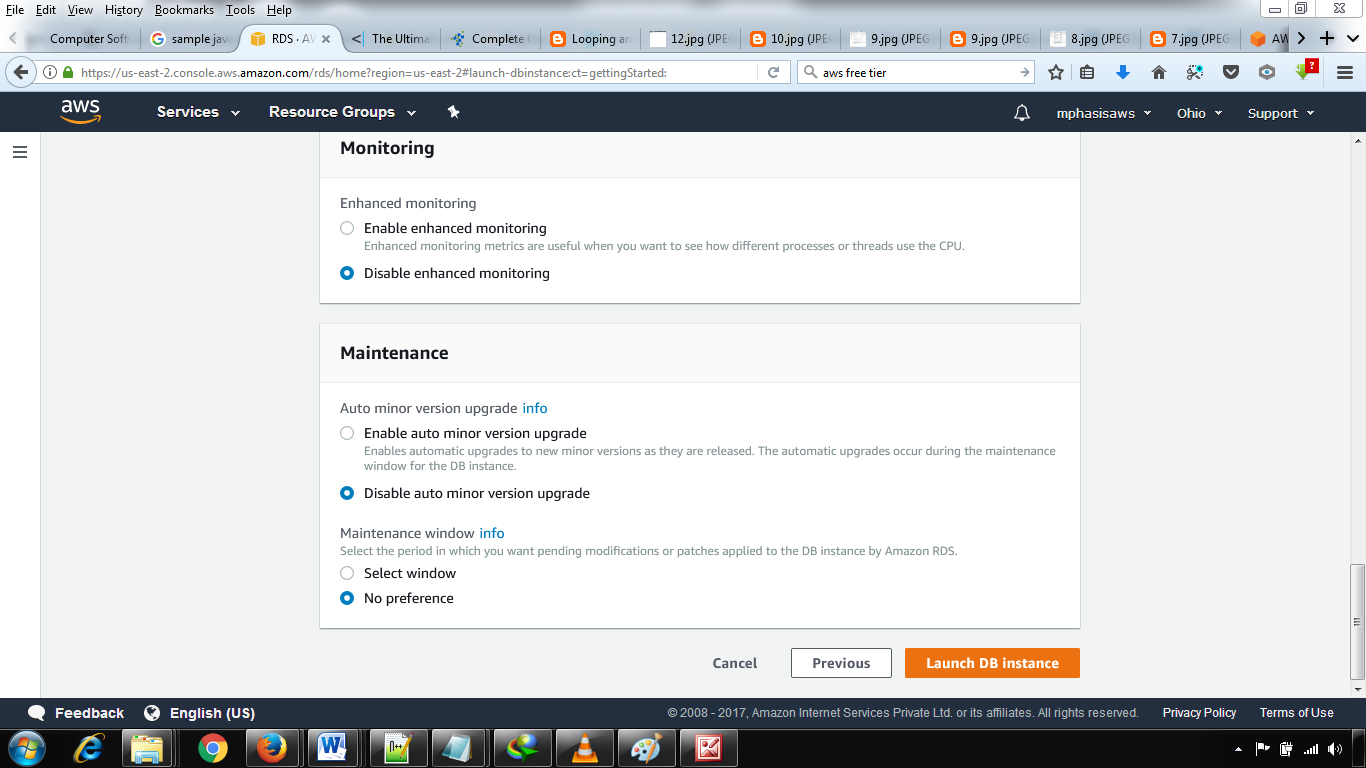 File Edit View History Bookmarks Tools Help
Computer Soft
sample jav
RDS · A
The Ultima
Complete
Looping an
12.jpg (JPEG
10.jpg (JPEG
9.jpg (JPEG
9.jpg (JPEG
8.jpg (JPEG
7.jpg (JPEG
AW
https://us-east-2.console.aws.amazon.com/rds/home?region=us-east-2#launch-dbinstance:ct=gettingStarted:
aws free tier
?
aws Services Resource Groups mphasisaws Ohio Support
Monitoring
Enhanced monitoring
Enable enhanced monitoring
Enhanced monitoring metrics are useful when you want to see how different processes or threads use the CPU.
Disable enhanced monitoring
Maintenance
Auto minor version upgrade info
Enable auto minor version upgrade
Enables automatic upgrades to new minor versions as they are released. The automatic upgrades occur during the maintenance
window for the DB instance.
Disable auto minor version upgrade
Maintenance window info
Select the period in which you want pending modifications or patches applied to the DB instance by Amazon RDS.
Select window
No preference
Cancel Previous Launch DB instance
Feedback English (US) © 2008 - 2017, Amazon Internet Services Private Ltd. or its affiliates. All rights reserved. Privacy Policy Terms of Use